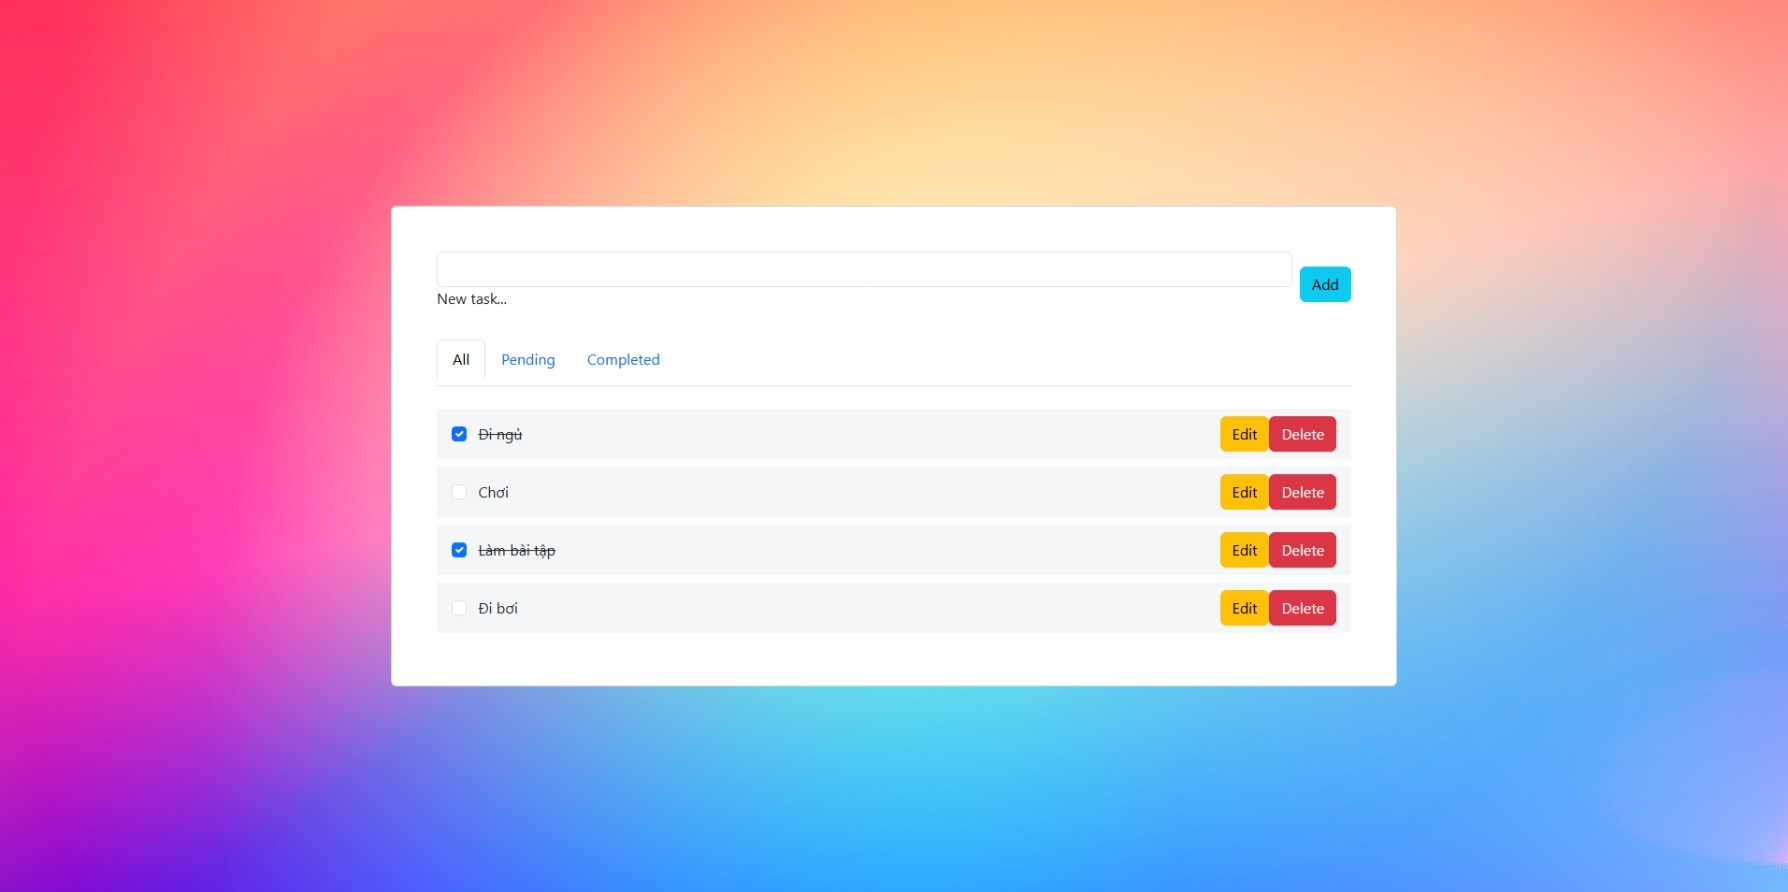 Add
New task...
All Pending Completed
Đi ngủ Edit Delete
Chơi Edit Delete
Làm bài tập Edit Delete
Đi bơi Edit Delete